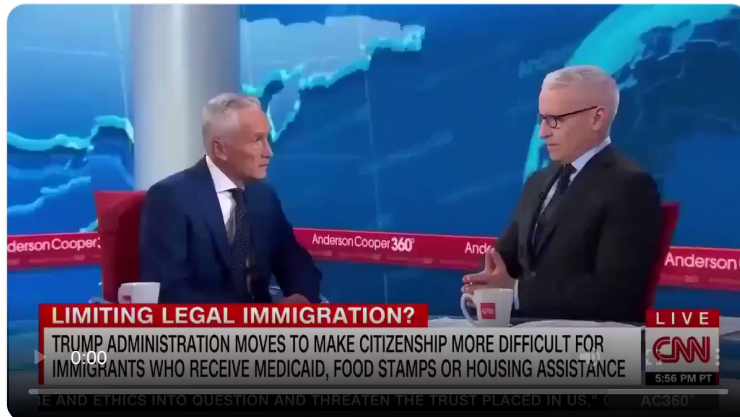 dersonCooper3
Anderson Cooper 360°
Ande
Anderson
LIMITING LEGAL IMMIGRATION?
TRUMP ADMINISTRATION MOVES TO MAKE CITIZENSHIP MORE DIFFICULT FOR
IMMIGRANTS WHO RECEIVE MEDICAID, FOOD STAMPS OR HOUSING ASSISTANCE
LIVE
CNN
5:56 PM PT
0:00
E AND ETHICS INTO QUESTION AND THREATEN THE TRUST PLACED IN US," (
AC360°